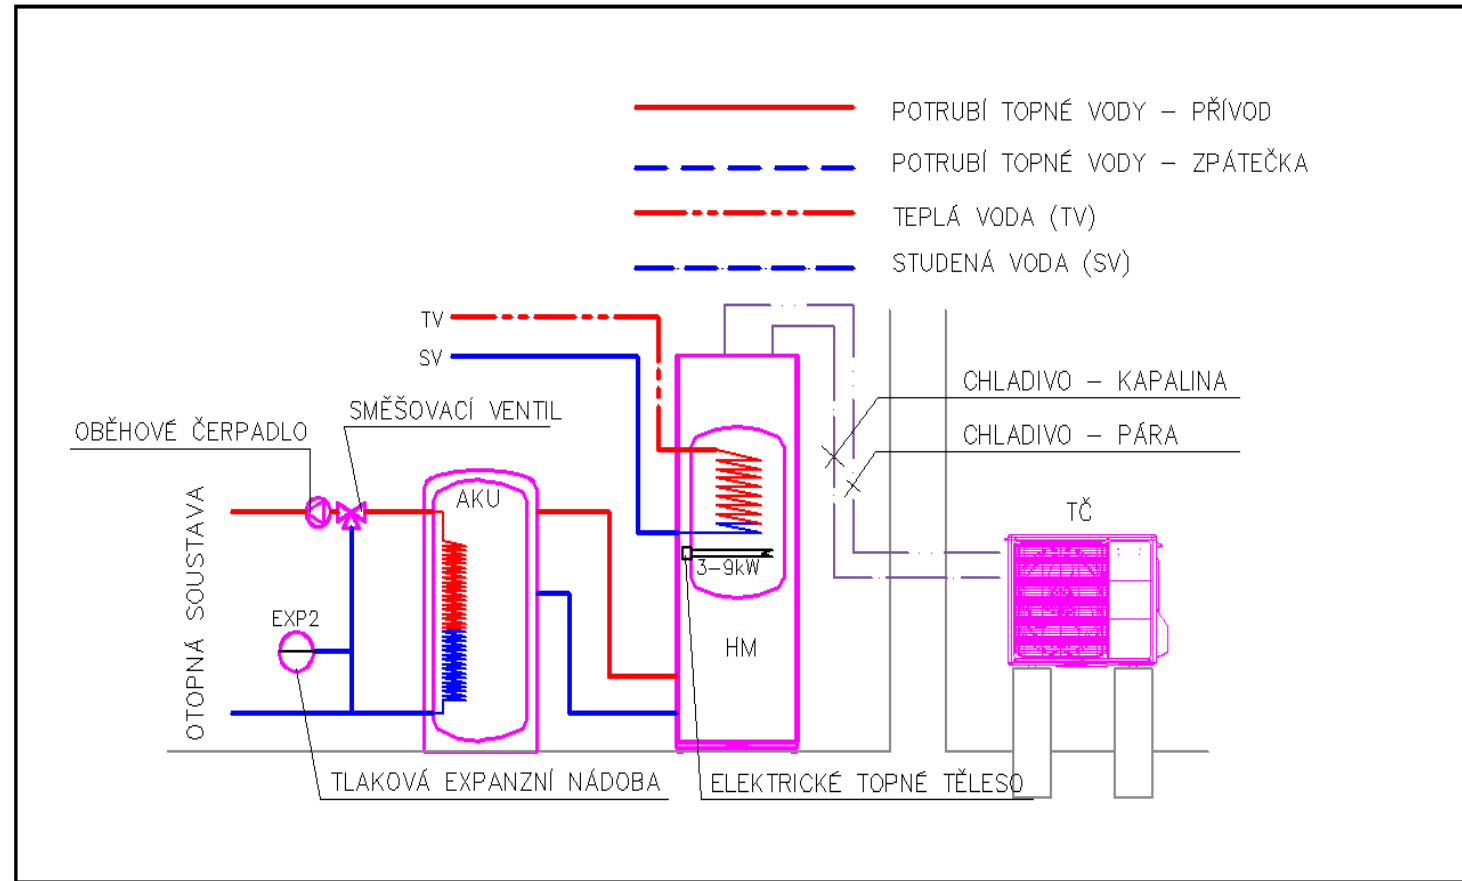 POTRUBÍ TOPNÉ VODY – PŘÍVOD
POTRUBÍ TOPNÉ VODY – ZPÁTEČKA
TEPLÁ VODA (TV)
STUDENÁ VODA (SV)
TV
SV
CHLADIVO – KAPALINA
SMĚŠOVACÍ VENTIL
OBĚHOVÉ ČERPADLO
CHLADIVO – PÁRA
AKU
TČ
OTOPNÁ SOUSTAVA
3–9kW
EXP2
HM
TLAKOVÁ EXPANZNÍ NÁDOBA
ELEKTRICKÉ TOPNÉ TĚLESO